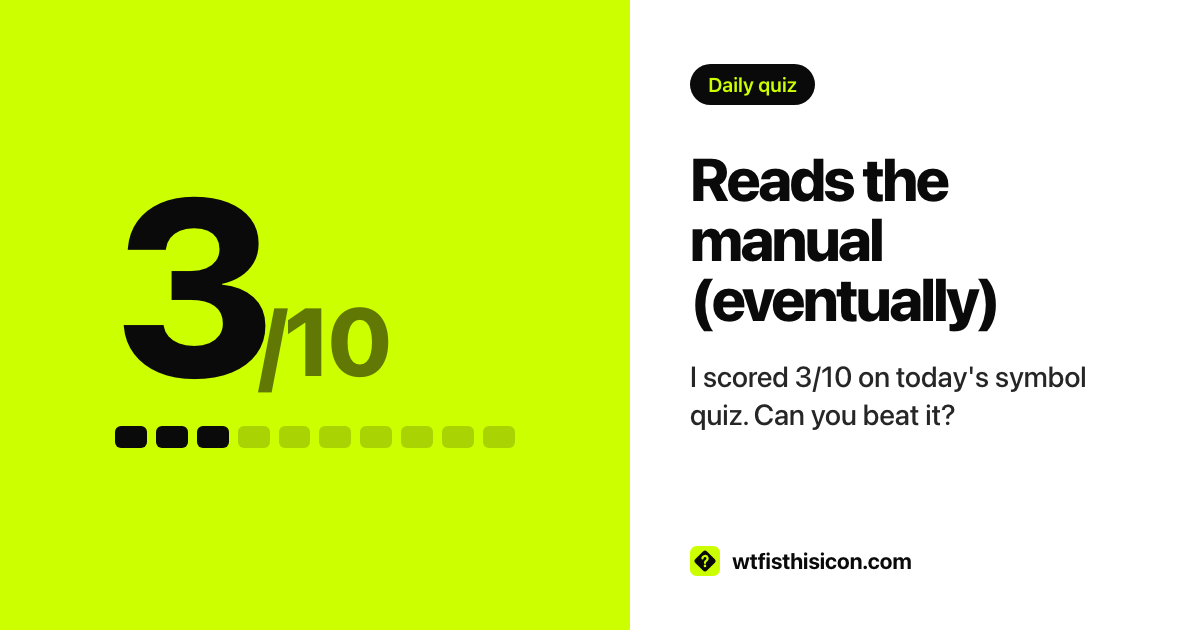 3/10
Daily quiz
Reads the
manual
(eventually)
I scored 3/10 on today's symbol
quiz. Can you beat it?
?
wtfisthisicon.com